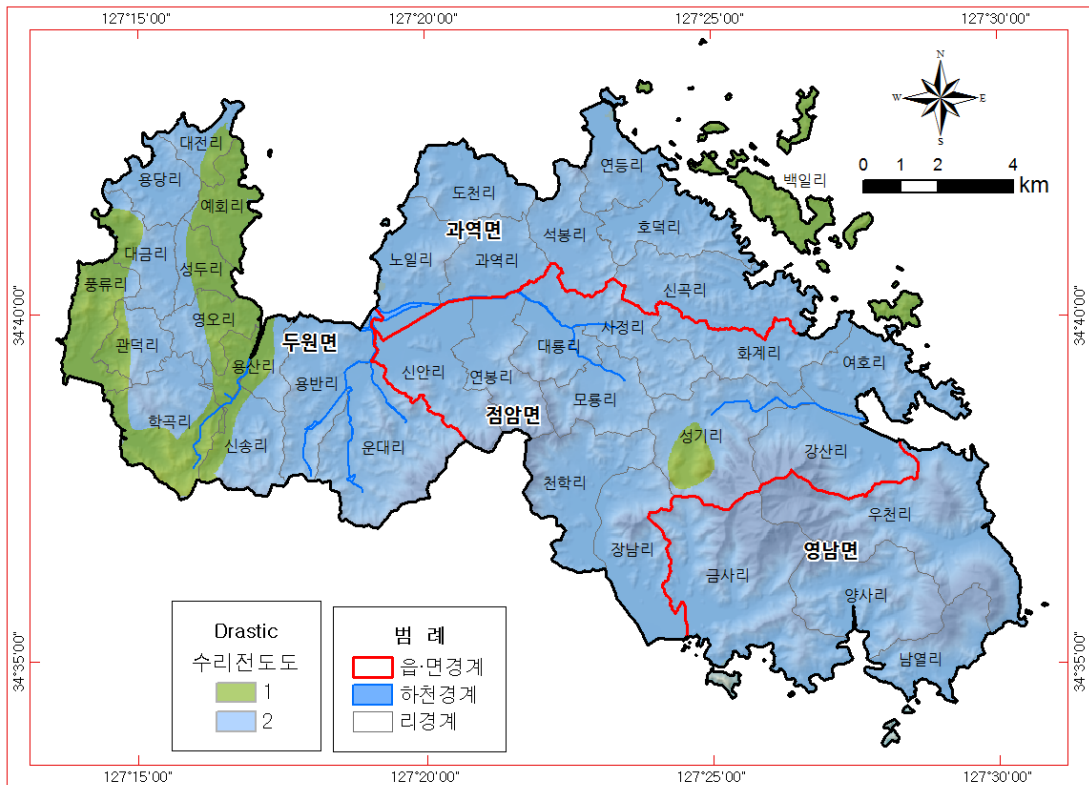 127°15'00"
127°20'00"
127°25'00"
127°30'00"
N
W
E
S
0 1 2 4
km
34°40'00"
34°35'00"
34°40'00"
34°35'00"
대전리
용당리
예회리
대금리
성두리
풍류리
영오리
관덕리
용산리
학곡리
신송리
두원면
용반리
운대리
도천리
연등리
백일리
과역면
석봉리
호덕리
노일리
과역리
신곡리
사정리
대룡리
화계리
여호리
신안리
연봉리
모룡리
점암면
성기리
강산리
천학리
우천리
장남리
금사리
영남면
양사리
남열리
Drastic
수리전도도
1
2
범 례
읍·면경계
하천경계
리경계
127°15'00"
127°20'00"
127°25'00"
127°30'00"